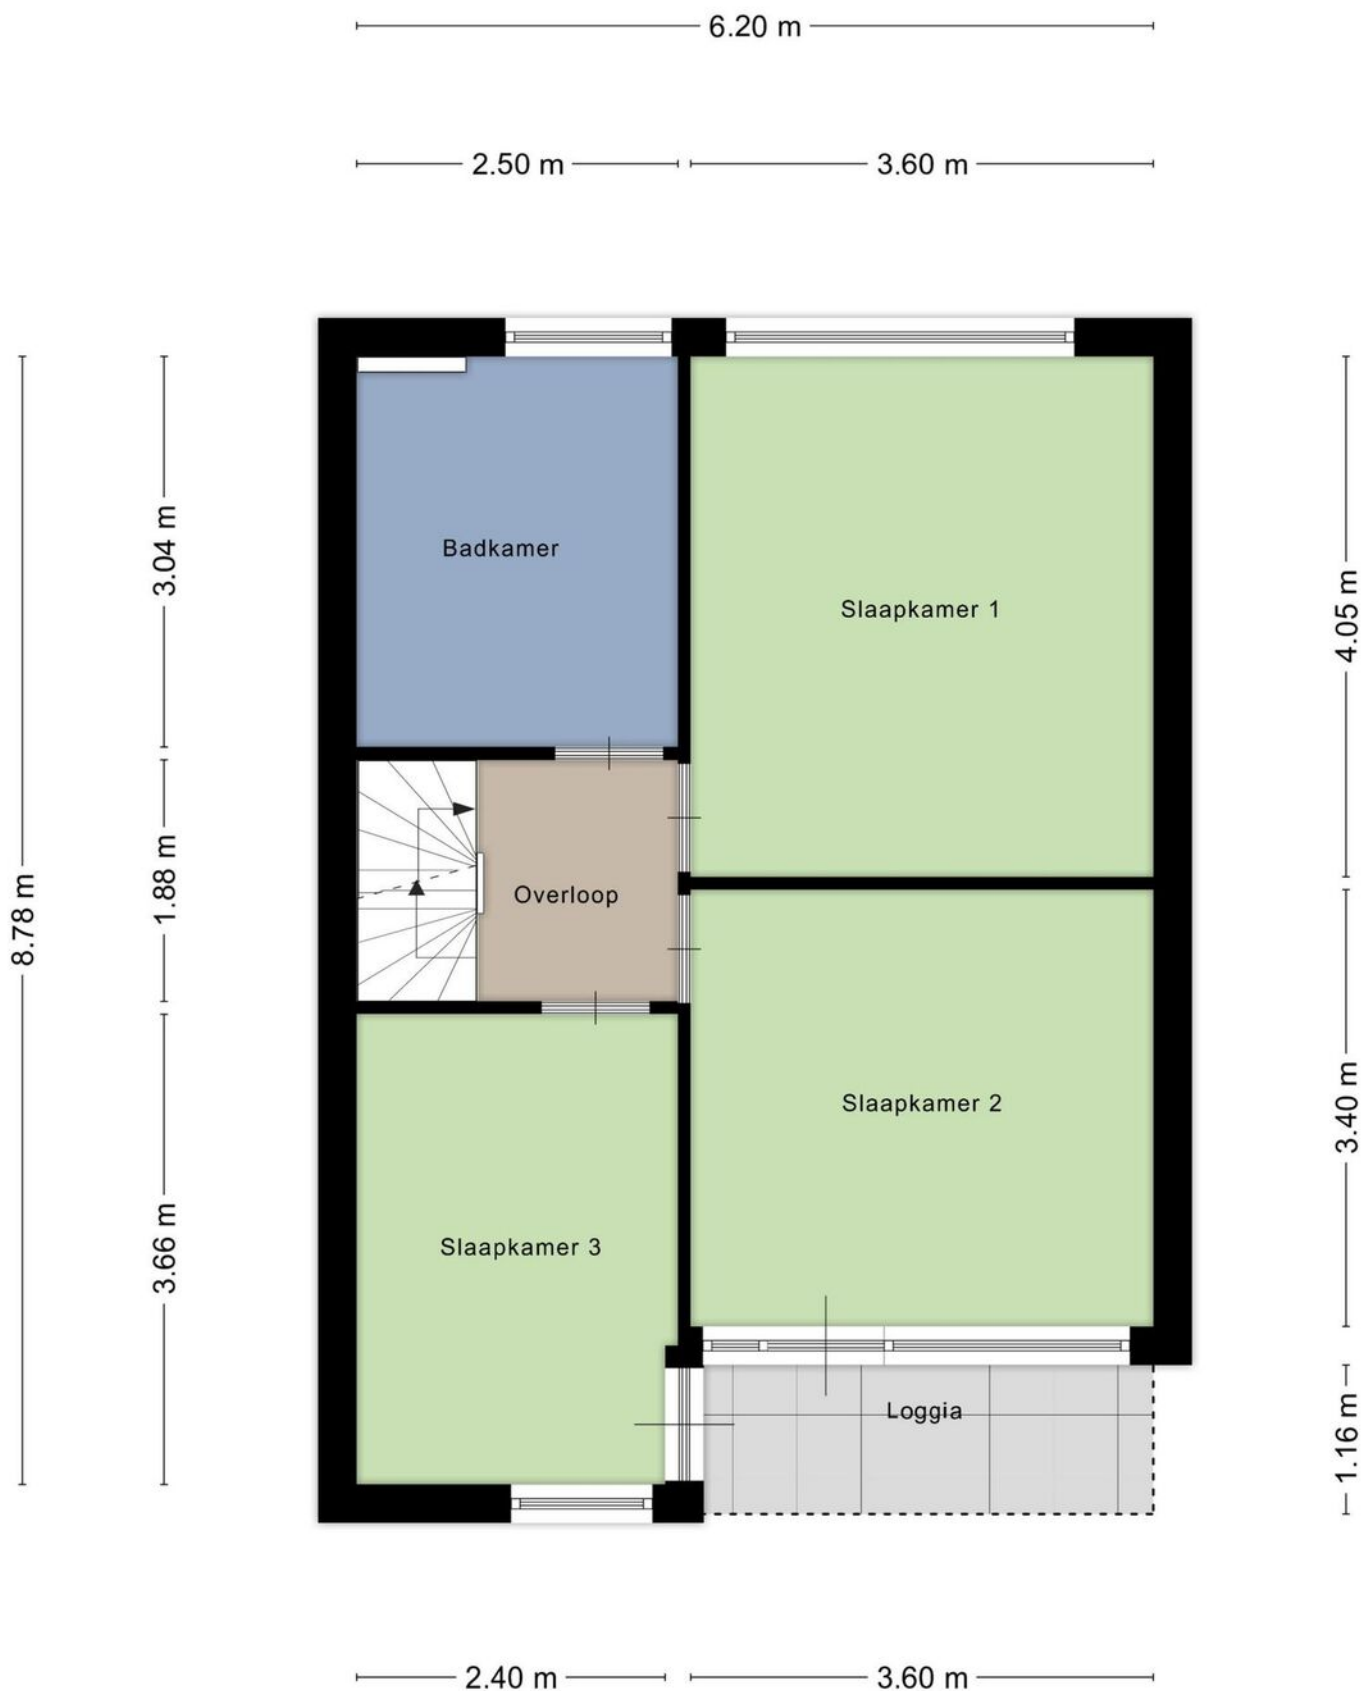 6.20 m
2.50 m
3.60 m
3.04 m
Badkamer
Slaapkamer 1
4.05 m
8.78 m
1.88 m
Overloop
Slaapkamer 2
3.40 m
3.66 m
Slaapkamer 3
Loggia
1.16 m
2.40 m
3.60 m